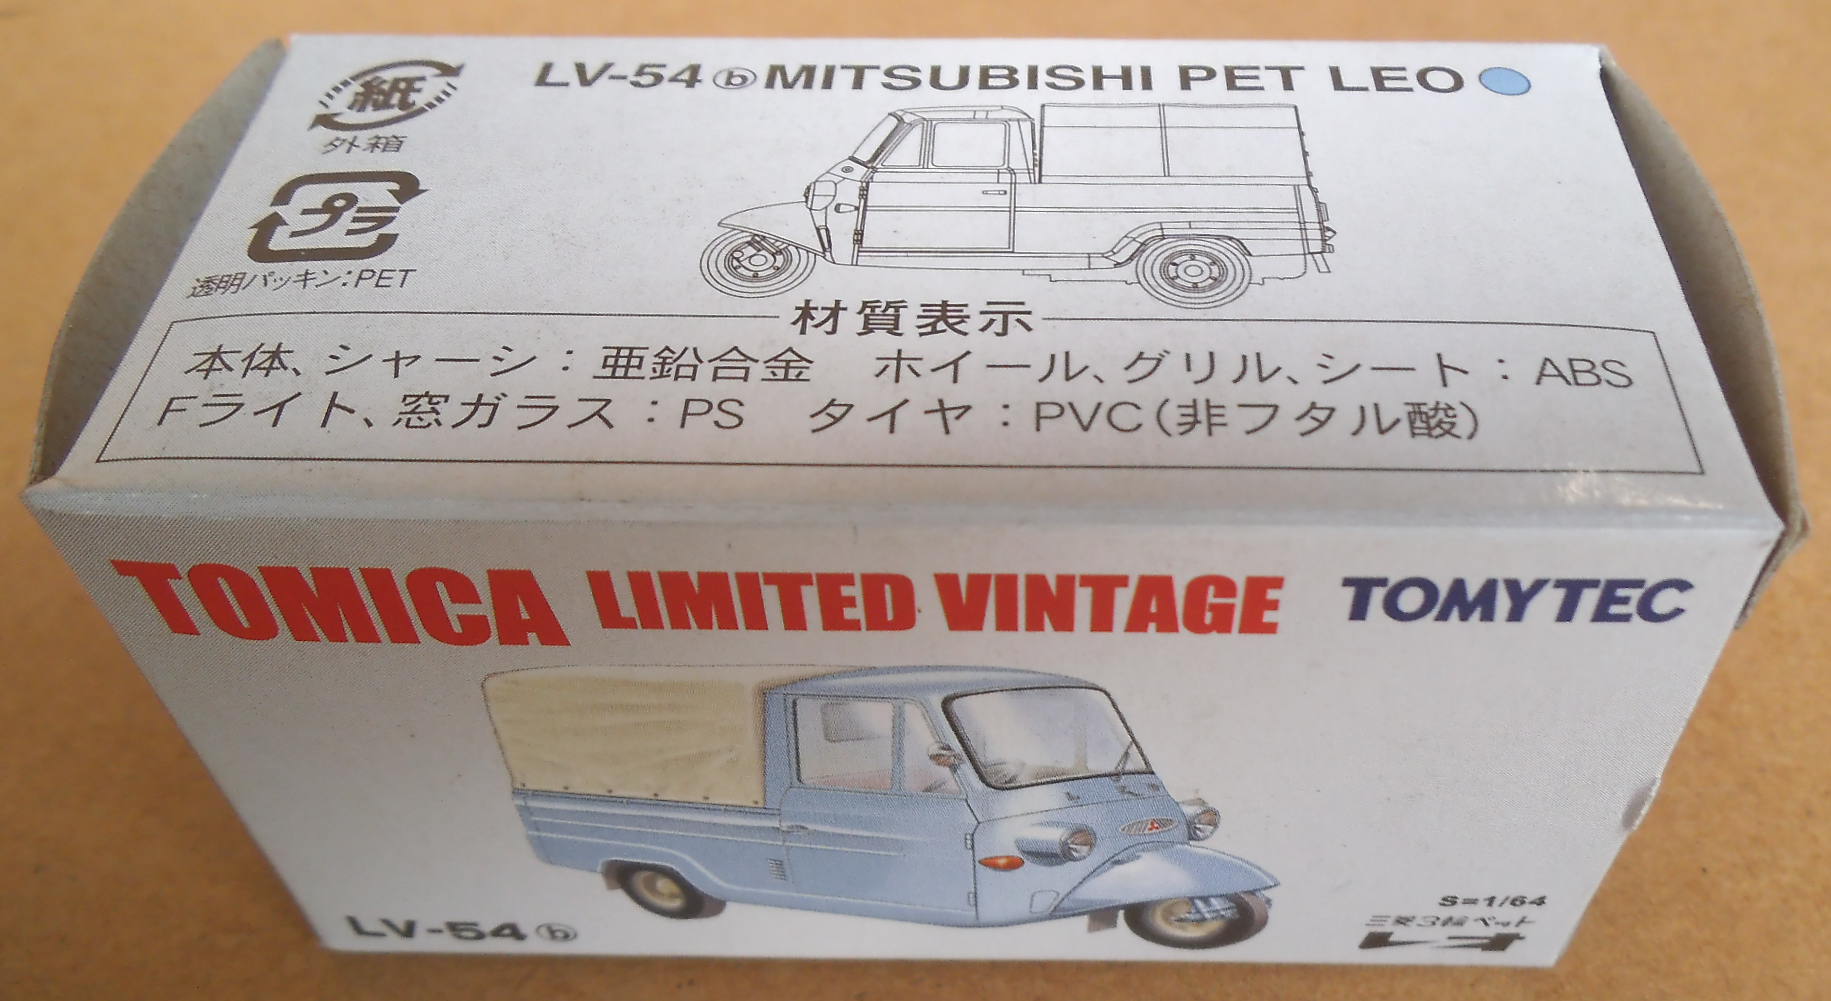 紙
外箱
プラ
透明パッキン:PET
LV-54 ⓑ MITSUBISHI PET LEO
材質表示
本体、シャーシ:亜鉛合金 ホイール、グリル、シート:ABS
Fライト、窓ガラス:PS タイヤ:PVC(非フタル酸)
TOMICA LIMITED VINTAGE TOMYTEC
LV-54 ⓑ
S=1/64
三菱3輪ペット
レオ